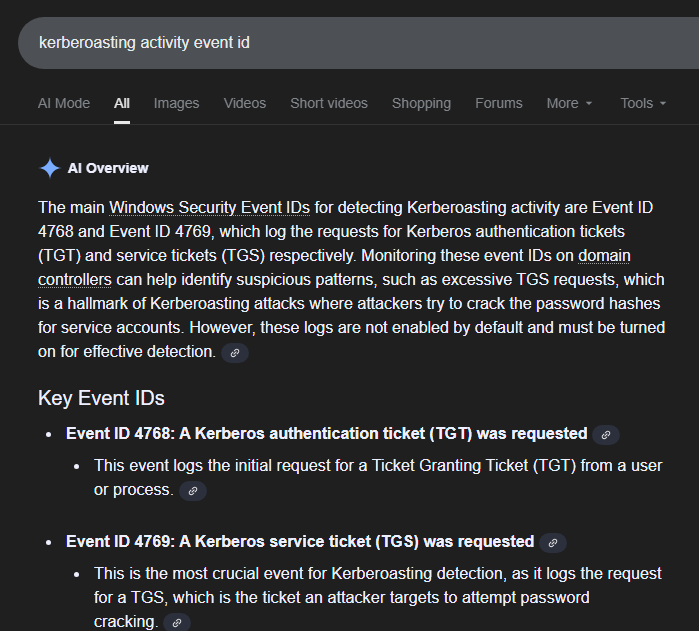 kerberoasting activity event id
AI Mode All Images Videos Short videos Shopping Forums More Tools
AI Overview
The main Windows Security Event IDs for detecting Kerberoasting activity are Event ID
4768 and Event ID 4769, which log the requests for Kerberos authentication tickets
(TGT) and service tickets (TGS) respectively. Monitoring these event IDs on domain
controllers can help identify suspicious patterns, such as excessive TGS requests, which
is a hallmark of Kerberoasting attacks where attackers try to crack the password hashes
for service accounts. However, these logs are not enabled by default and must be turned
on for effective detection.
Key Event IDs
• Event ID 4768: A Kerberos authentication ticket (TGT) was requested
• This event logs the initial request for a Ticket Granting Ticket (TGT) from a user
or process.
• Event ID 4769: A Kerberos service ticket (TGS) was requested
• This is the most crucial event for Kerberoasting detection, as it logs the request
for a TGS, which is the ticket an attacker targets to attempt password
cracking.